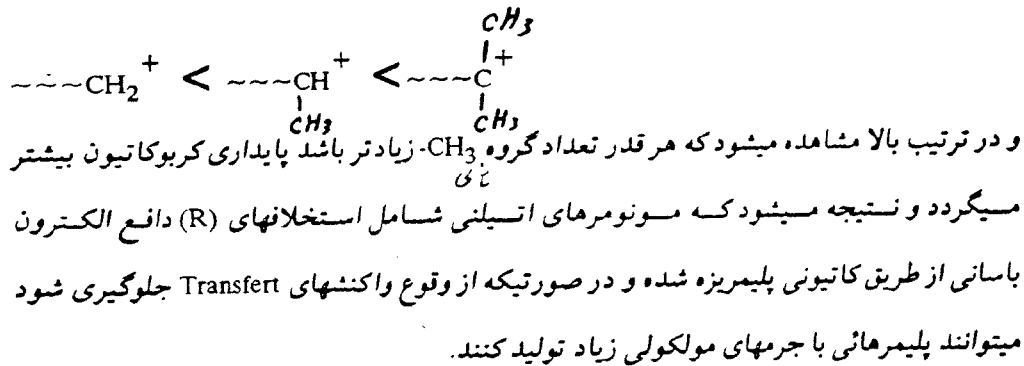 CH3
~~~CH2+ < ~~~CH+ < ~~~C+
CH3 CH3
و در ترتیب بالا مشاهده میشود که هر قدر تعداد گروه CH3- زیادتر باشد پایداری کربوکاتیون بیشتر
های
میگردد و نتیجه میشود که مونومرهای اتیلنی شامل استخلافهای (R) دافع الکترون
باسانی از طریق کاتیونی پلیمریزه شده و در صورتیکه از وقوع واکنشهای Transfert جلوگیری شود
میتوانند پلیمرهائی با جرمهای مولکولی زیاد تولید کنند.